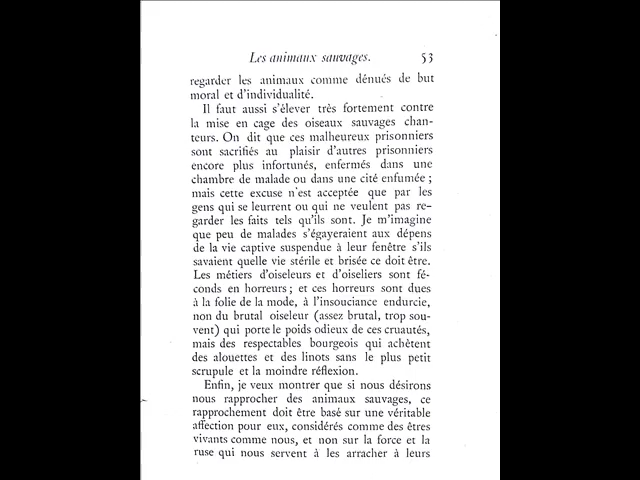 Les animaux sauvages. 53
regarder les animaux comme dénués de but
moral et d'individualité.
Il faut aussi s'élever très fortement contre
la mise en cage des oiseaux sauvages chan-
teurs. On dit que ces malheureux prisonniers
sont sacrifiés au plaisir d'autres prisonniers
encore plus infortunés, enfermés dans une
chambre de malade ou dans une cité enfumée ;
mais cette excuse n'est acceptée que par les
gens qui se leurrent ou qui ne veulent pas re-
garder les faits tels qu'ils sont. Je m'imagine
que peu de malades s'égayeraient aux dépens
de la vie captive suspendue à leur fenêtre s'ils
savaient quelle vie stérile et brisée ce doit être.
Les métiers d'oiseleurs et d'oiseliers sont fé-
conds en horreurs ; et ces horreurs sont dues
à la folie de la mode, à l'insouciance endurcie,
non du brutal oiseleur (assez brutal, trop sou-
vent) qui porte le poids odieux de ces cruautés,
mais des respectables bourgeois qui achètent
des alouettes et des linots sans le plus petit
scrupule et la moindre réflexion.
Enfin, je veux montrer que si nous désirons
nous rapprocher des animaux sauvages, ce
rapprochement doit être basé sur une véritable
affection pour eux, considérés comme des êtres
vivants comme nous, et non sur la force et la
ruse qui nous servent à les arracher à leurs